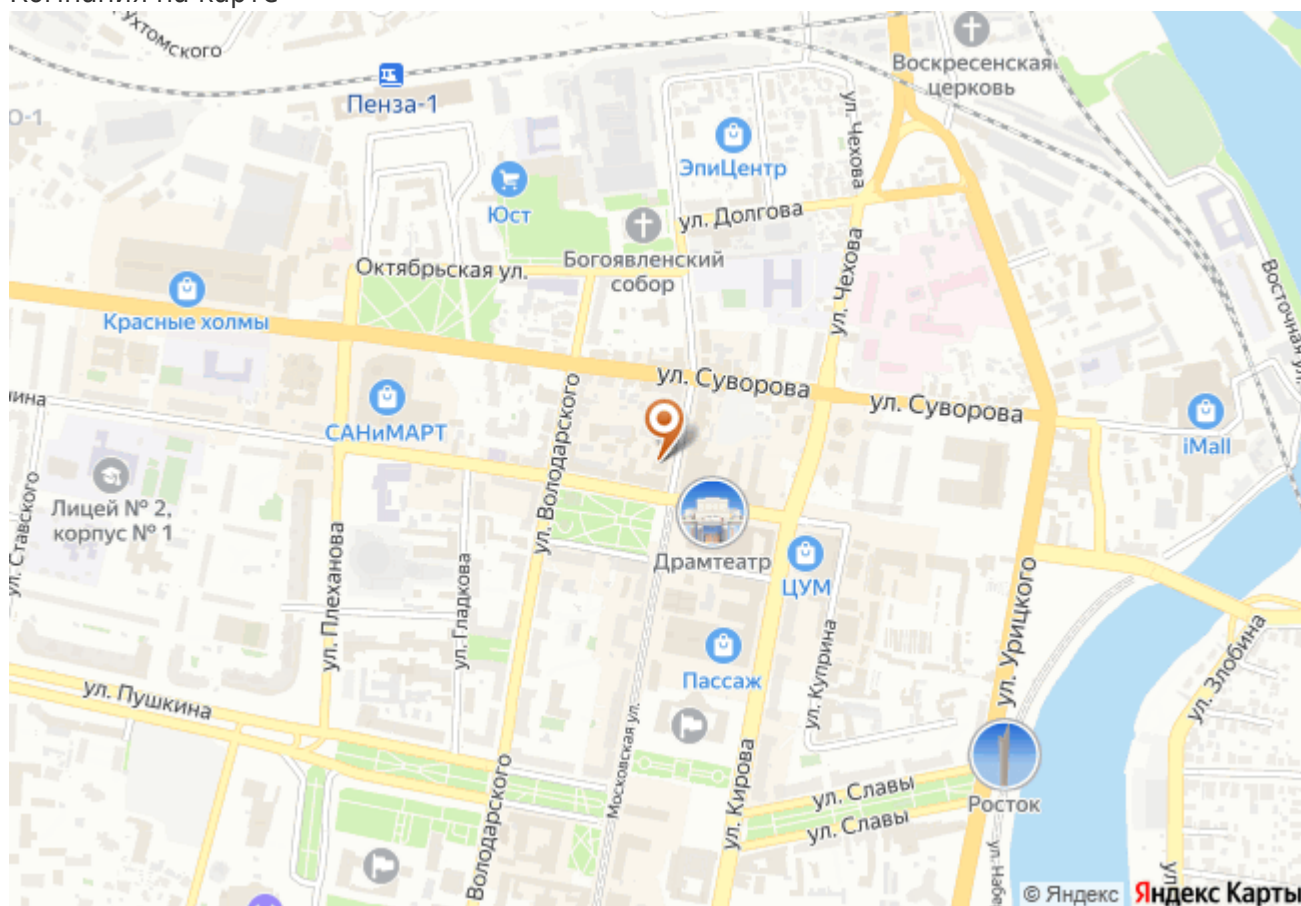 Компания на карте
Ухтомского
Воскресенская
церковь
Пенза-1
О-1
ул. Чехова
ЭпиЦентр
Юст
ул. Долгова
Богоявленский
собор
Октябрьская ул.
Восточная ул.
Красные холмы
ул. Чехова
ул. Суворова
ул. Суворова
ина
САНиМАРТ
iMall
ул. Володарского
Лицей № 2,
корпус № 1
ул. Ставского
Драмтеатр
ЦУМ
ул. Плеханова
ул. Гладкова
ул. Урицкого
ул. Злобина
ул. Куприна
Пассаж
ул. Пушкина
Московская ул.
ул. Кирова
ул. Славы
ул. Славы
Росток
Володарского
ул. Набе
ул.
© Яндекс Яндекс Карты